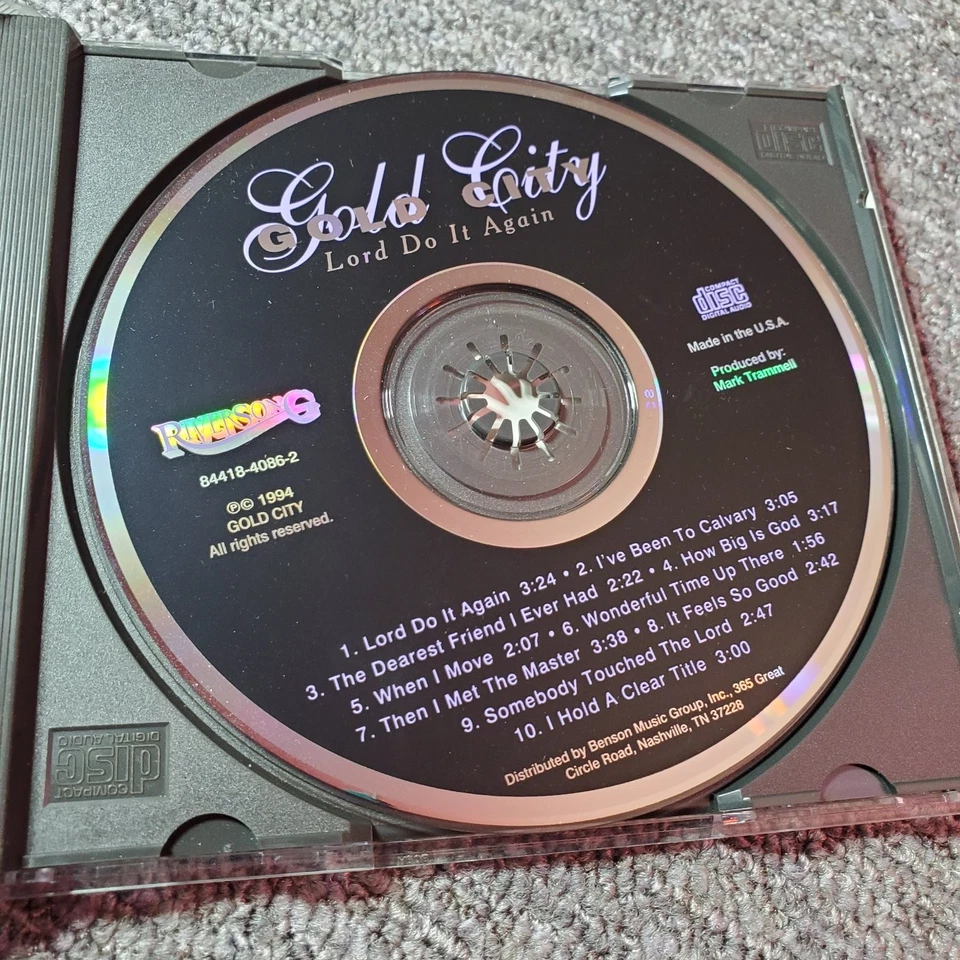 Gold City
GOLD CITY
Lord Do It Again
COMPACT
disc
DIGITAL AUDIO
Made in the U.S.A.
Produced by:
Mark Trammell
RIVERSONG
84418-4086-2
℗© 1994
GOLD CITY
All rights reserved.
1. Lord Do It Again 3:24 • 2. I've Been To Calvary 3:05
3. The Dearest Friend I Ever Had 2:22 • 4. How Big Is God 3:17
5. When I Move 2:07 • 6. Wonderful Time Up There 1:56
7. Then I Met The Master 3:38 • 8. It Feels So Good 2:42
9. Somebody Touched The Lord 2:47
10. I Hold A Clear Title 3:00
Distributed by Benson Music Group, Inc., 365 Great
Circle Road, Nashville, TN 37228
COMPACT
disc
DIGITAL AUDIO
COMPACT
disc
DIGITAL AUDIO